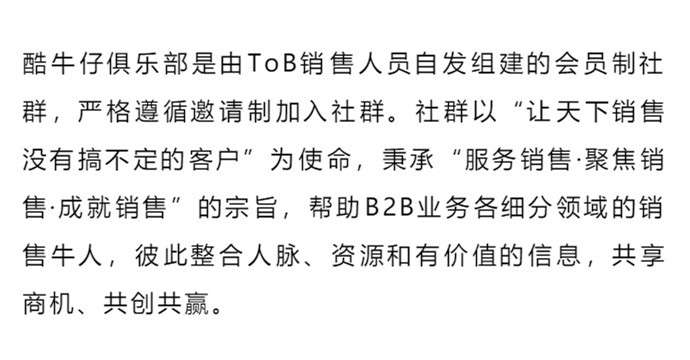 酷牛仔俱乐部是由ToB销售人员自发组建的会员制社
群，严格遵循邀请制加入社群。社群以“让天下销售
没有搞不定的客户”为使命，秉承“服务销售·聚焦销
售·成就销售”的宗旨，帮助B2B业务各细分领域的销
售牛人，彼此整合人脉、资源和有价值的信息，共享
商机、共创共赢。